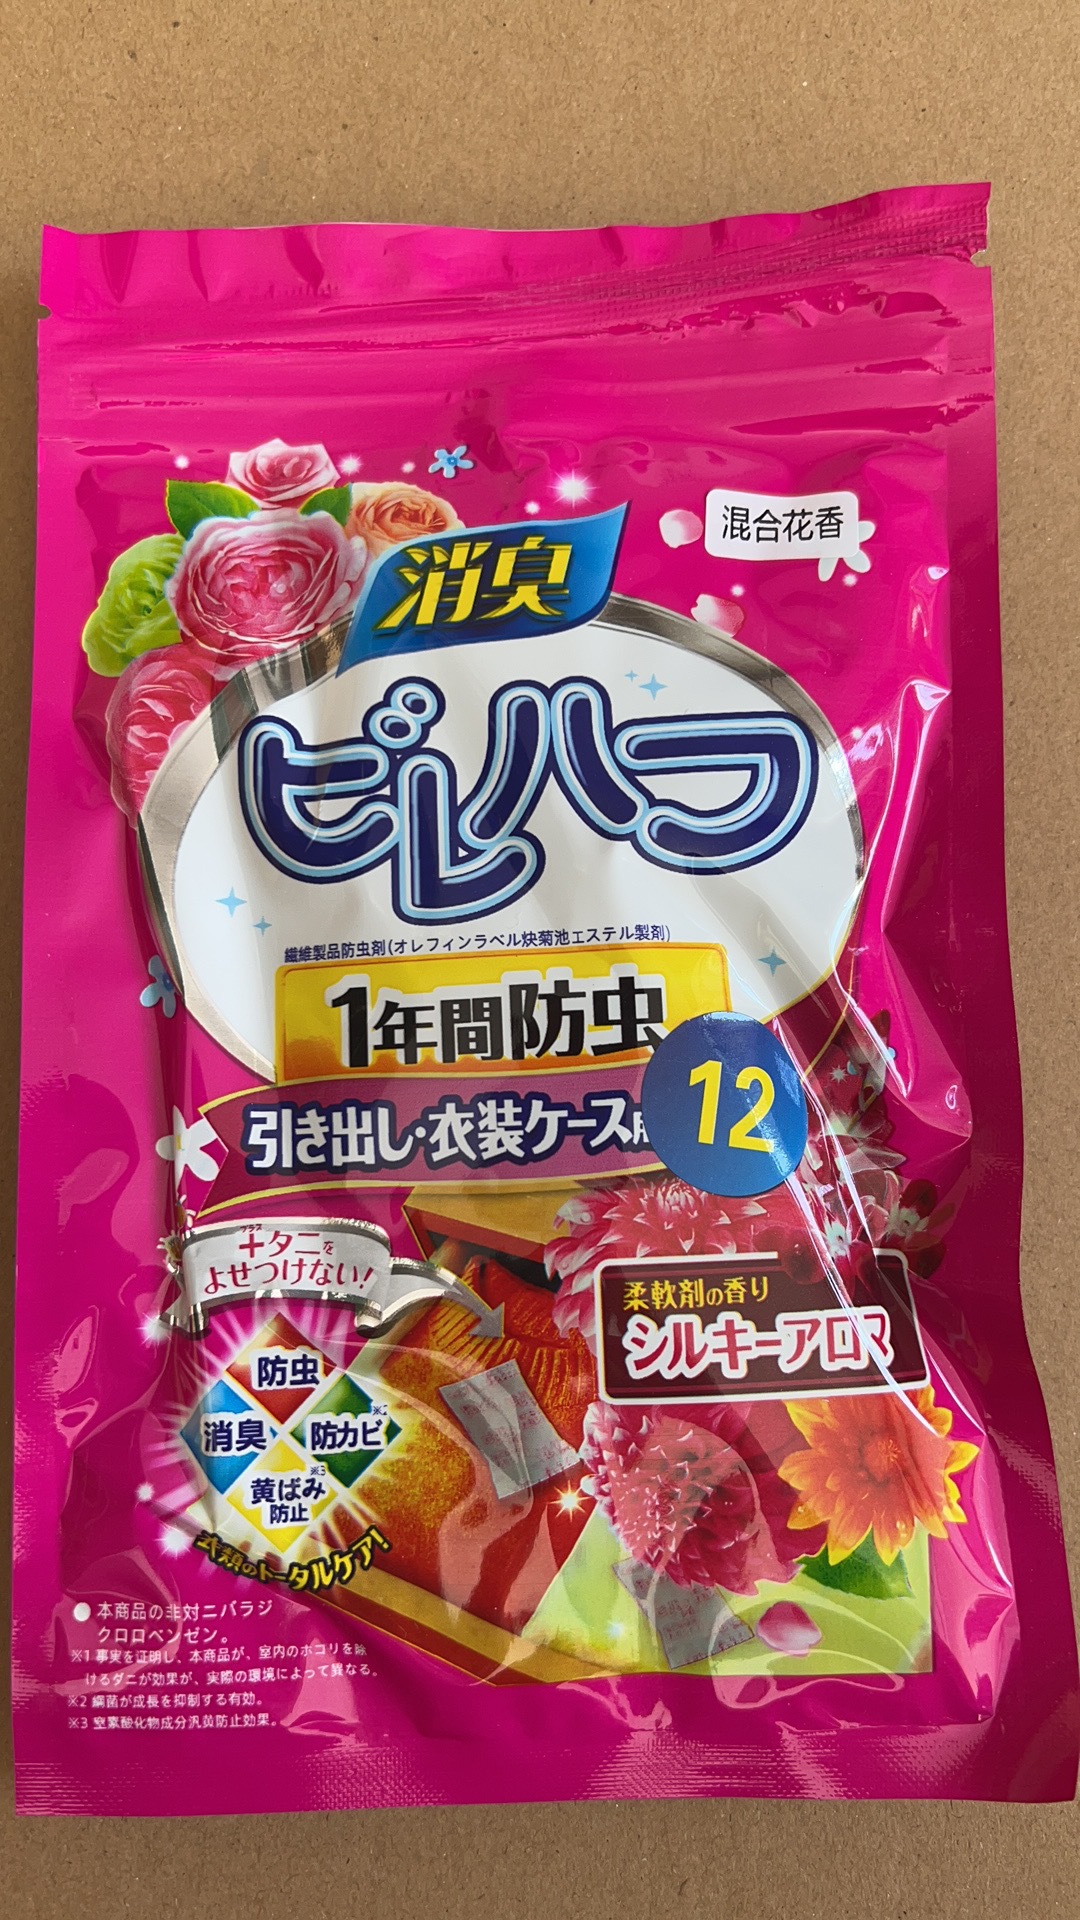 混合花香
消臭
ビレハフ
繊維製品防虫剤(オレフィンラベル炔菊池エステル製剤)
1年間防虫
12
引き出し・衣装ケース用
プラス
+タニを
よせつけない!
柔軟剤の香り
シルキーアロマ
防虫
消臭
防カビ※2
黄ばみ※3
防止
衣類のトータルケア!
●本商品の非対ニパラジ
クロロベンゼン。
※1 事実を証明し、本商品が、室内のホコリを除
けるダニが効果が、実際の環境によって異なる。
※2 細菌が成長を抑制する有効。
※3 窒素酸化物成分汎黄防止効果。